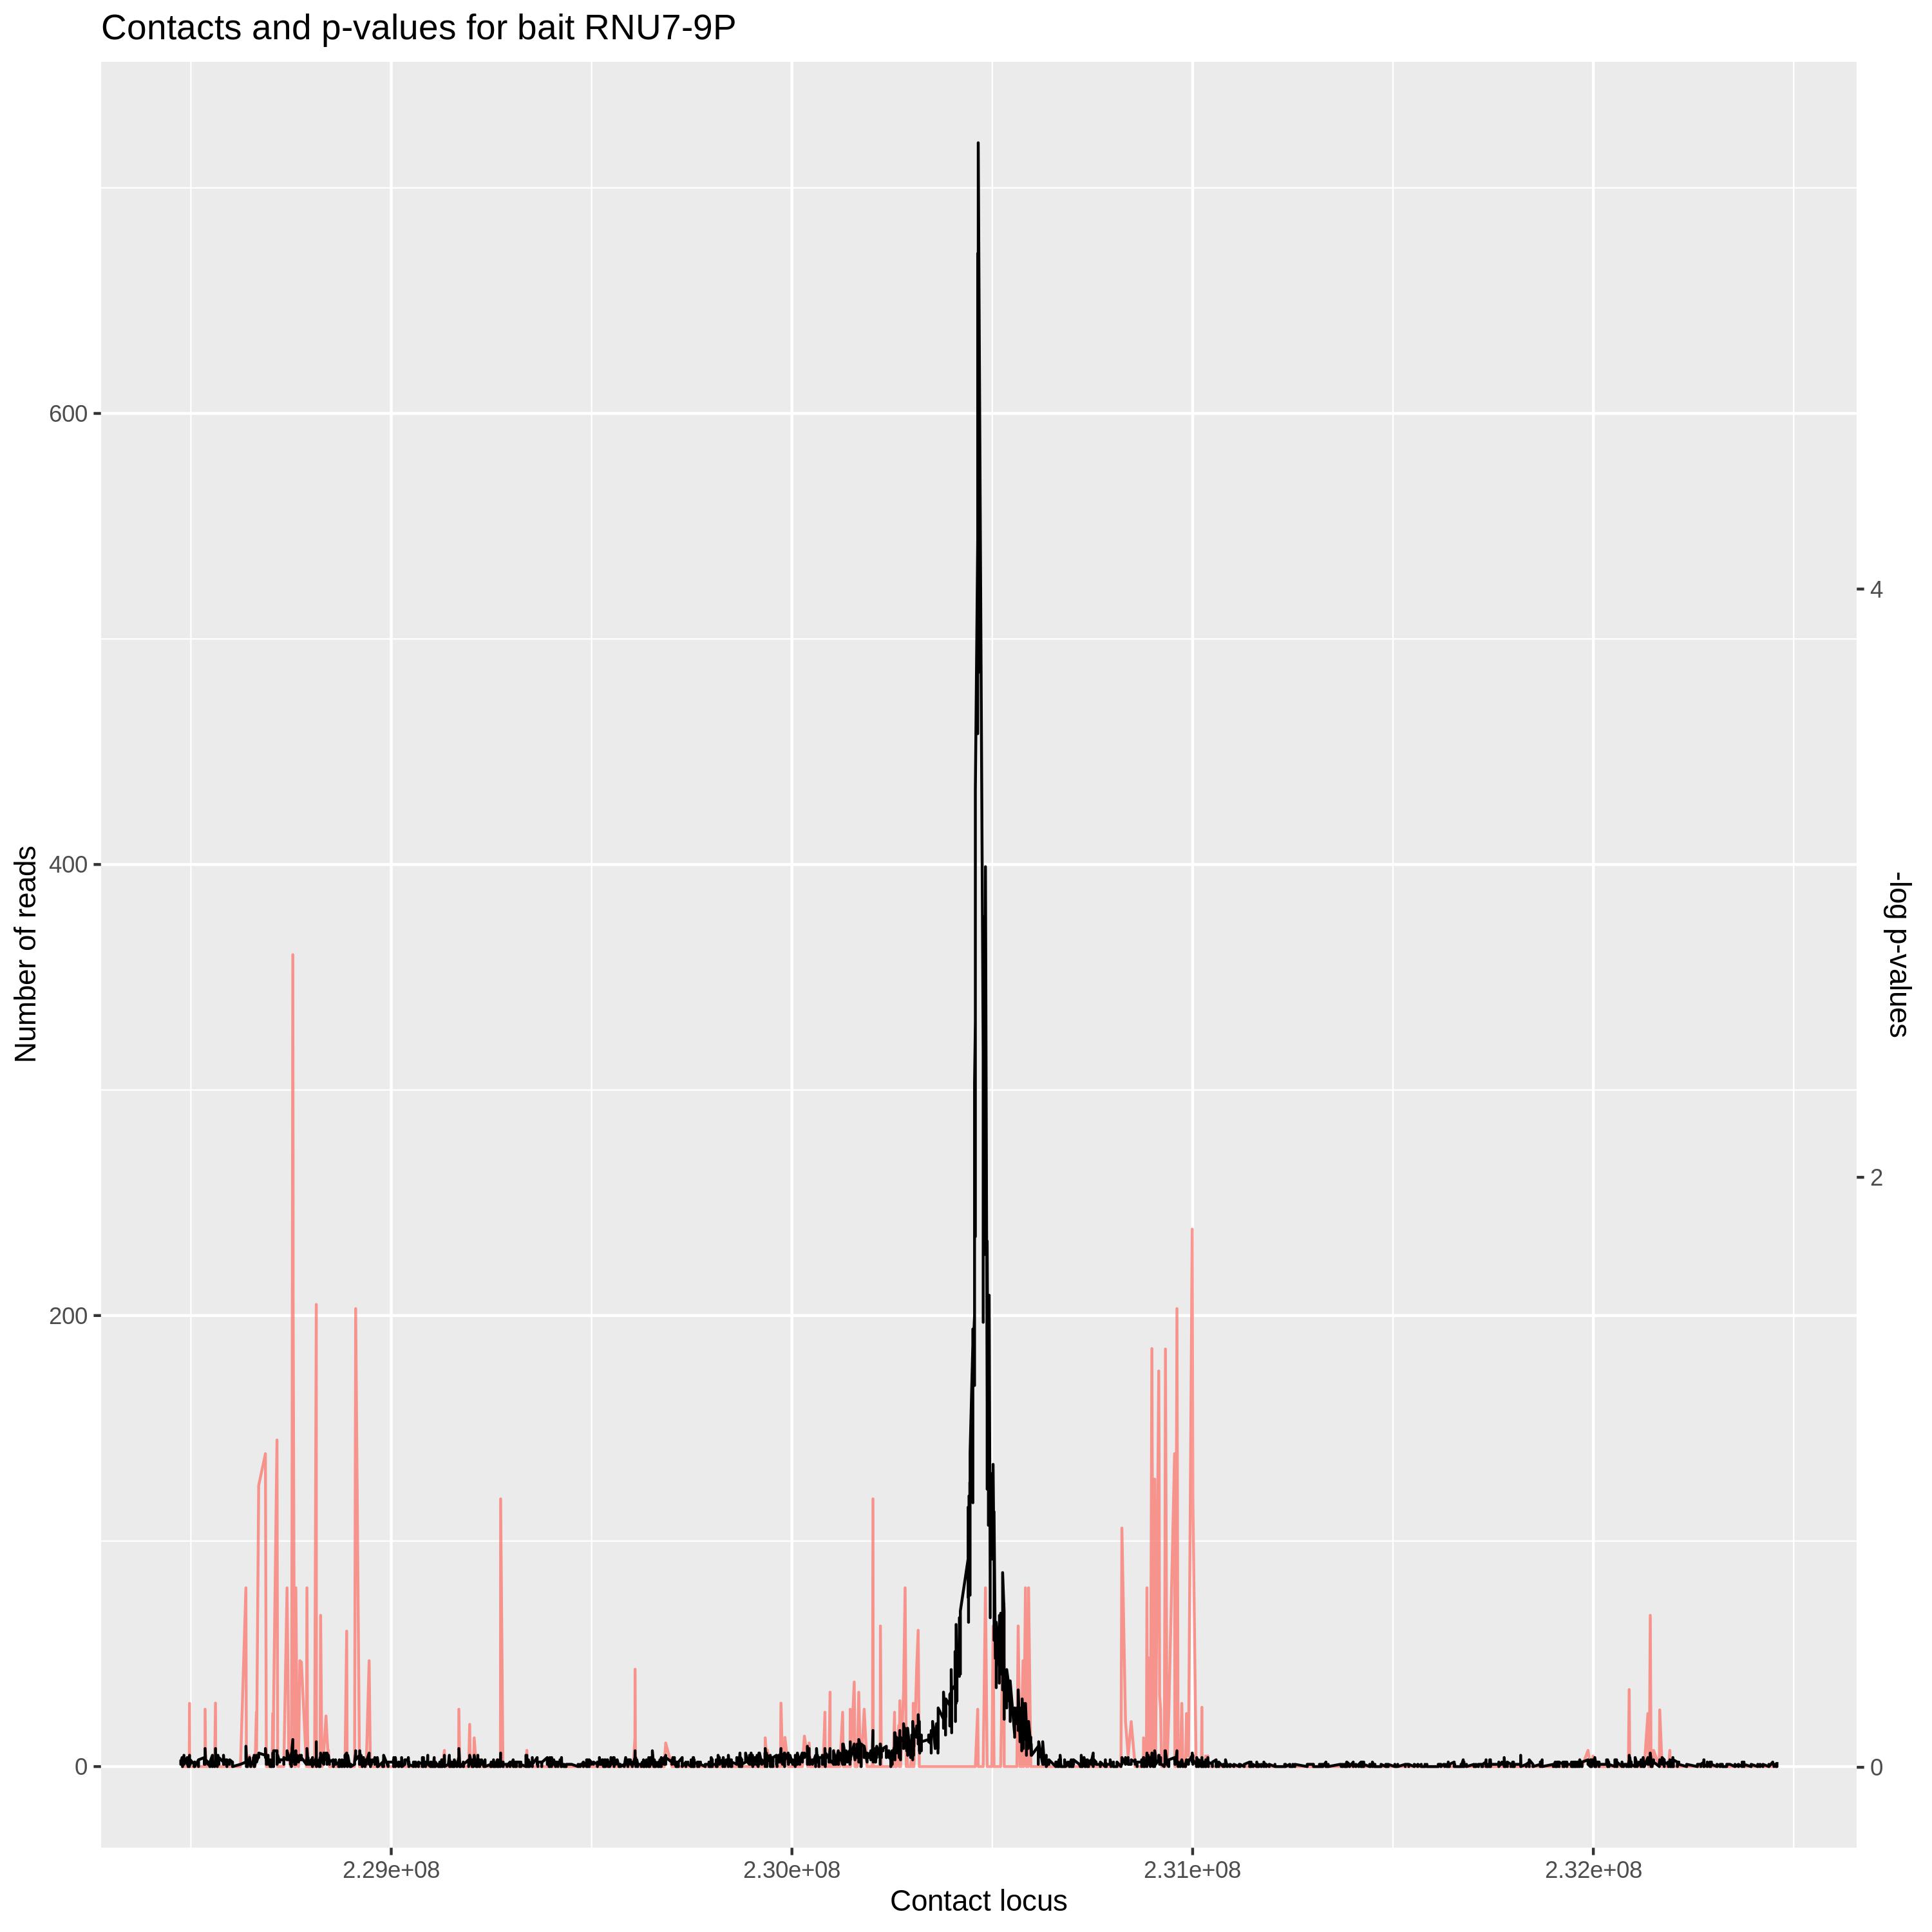 Contacts and p-values for bait RNU7-9P
600
400
200
0
Number of reads
4
2
0
-log p-values
2.29e+08
2.30e+08
2.31e+08
2.32e+08
Contact locus